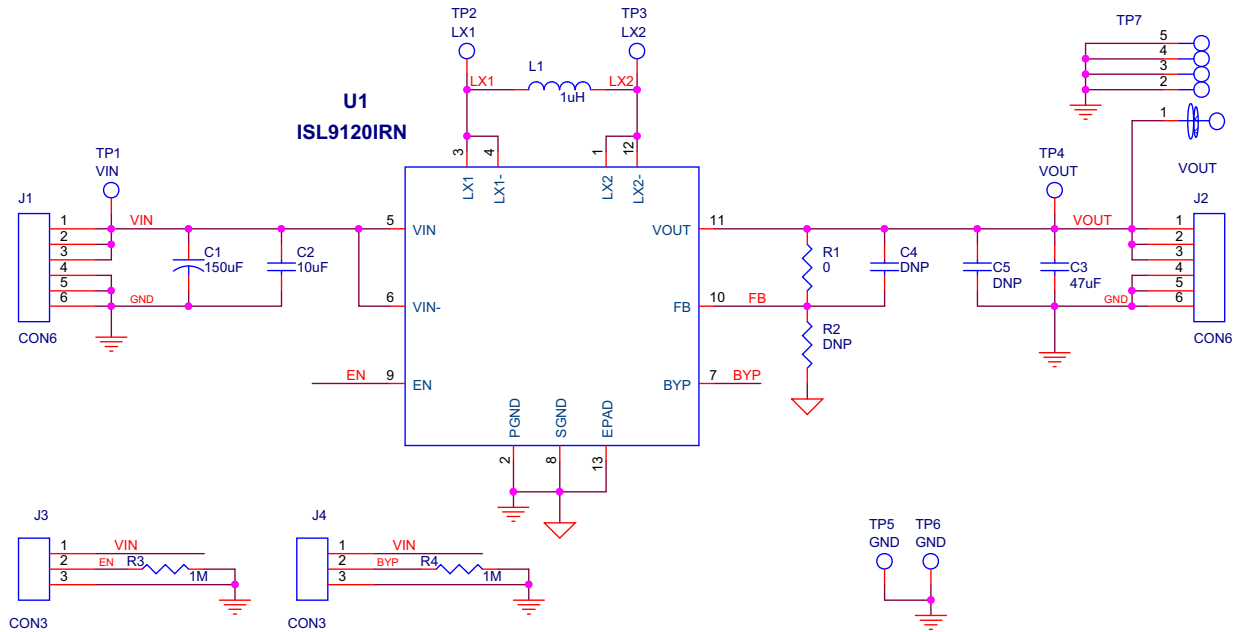 TP2
LX1
TP3
LX2
TP7
5
4
3
2
1
VOUT
L1
LX1
LX2
1uH
U1
ISL9120IRN
3
4
1
12
LX1
LX1-
LX2
LX2-
TP1
VIN
J1
1
2
3
4
5
6
CON6
VIN
GND
C1
150uF
C2
10uF
5
VIN
6
VIN-
EN
9
EN
VOUT
11
FB
10
FB
BYP
7
BYP
PGND
SGND
EPAD
2
8
13
R1
0
R2
DNP
C4
DNP
C5
DNP
C3
47uF
TP4
VOUT
VOUT
GND
J2
1
2
3
4
5
6
CON6
J3
1
2
3
VIN
EN
R3
1M
CON3
J4
1
2
3
VIN
BYP
R4
1M
CON3
TP5
GND
TP6
GND